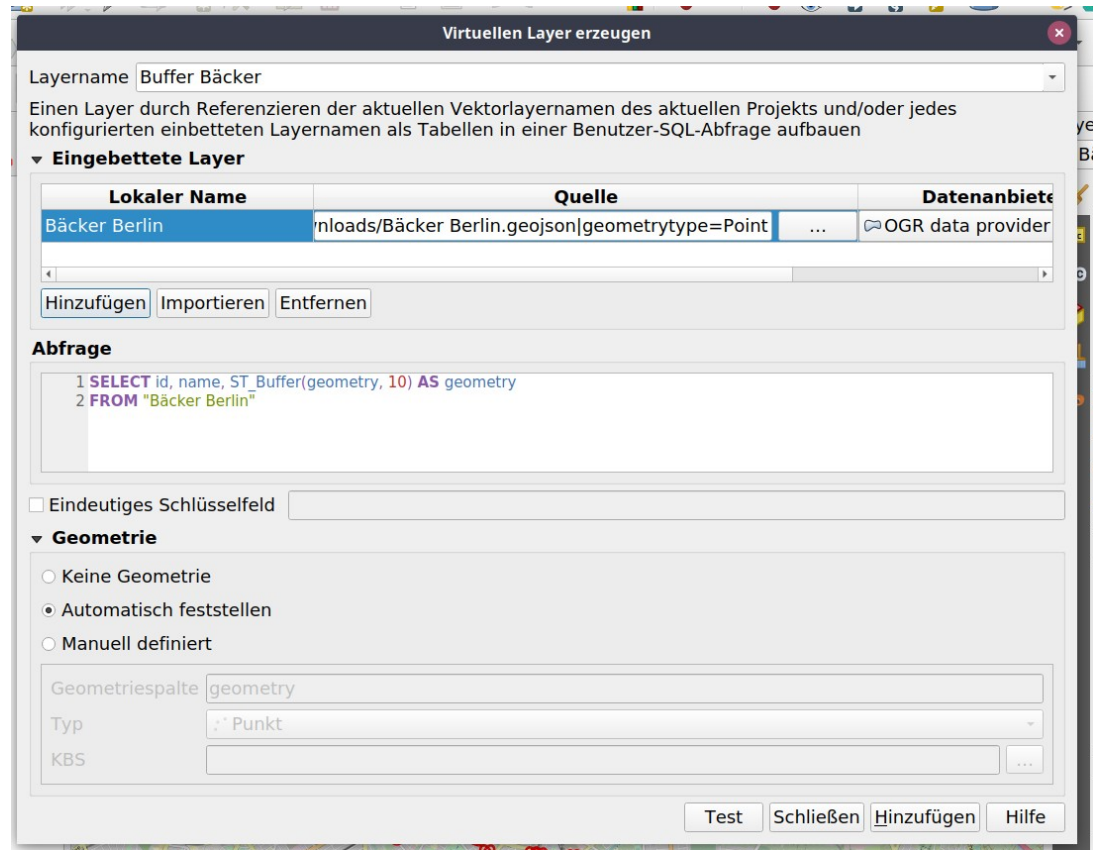 Virtuellen Layer erzeugen
Layername Buffer Bäcker
Einen Layer durch Referenzieren der aktuellen Vektorlayernamen des aktuellen Projekts und/oder jedes
konfigurierten einbetteten Layernamen als Tabellen in einer Benutzer-SQL-Abfrage aufbauen
Eingebettete Layer
Lokaler Name Quelle Datenanbiete
Bäcker Berlin nloads/Bäcker Berlin.geojson|geometrytype=Point ... OGR data provider
Hinzufügen Importieren Entfernen
Abfrage
1 SELECT id, name, ST_Buffer(geometry, 10) AS geometry
2 FROM "Bäcker Berlin"
Eindeutiges Schlüsselfeld
Geometrie
Keine Geometrie
Automatisch feststellen
Manuell definiert
Geometriespalte geometry
Typ Punkt
KBS ...
Test Schließen Hinzufügen Hilfe